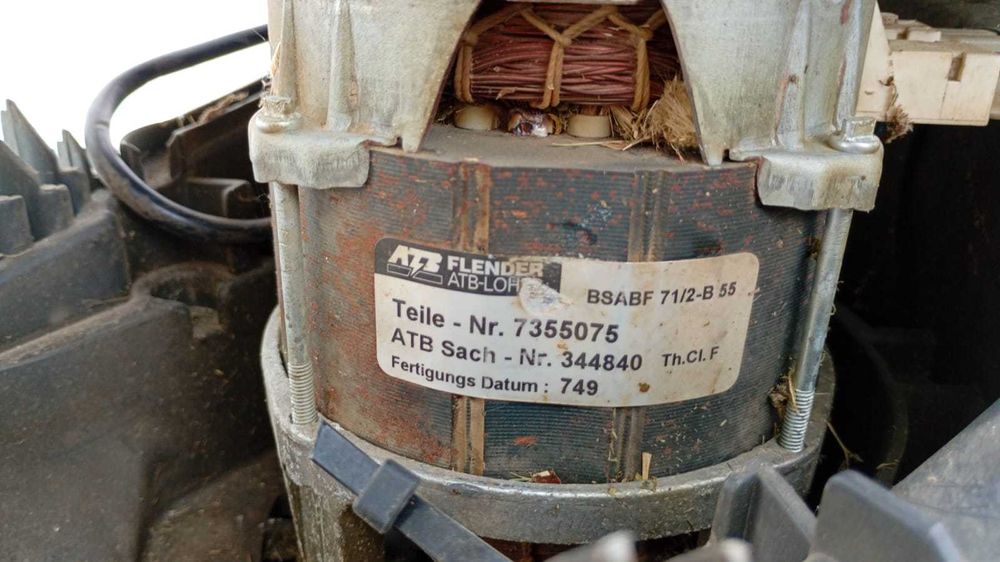 ATB FLENDER
ATB-LOH
BSABF 71/2-B 55
Teile - Nr. 7355075
ATB Sach - Nr. 344840 Th.Cl. F
Fertigungs Datum : 749